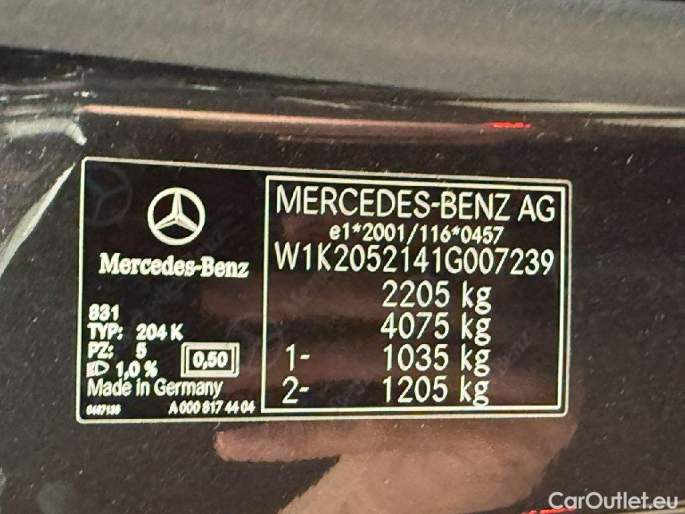 MERCEDES-BENZ AG
e1*2001/116*0457
W1K2052141G007239
2205 kg
4075 kg
1- 1035 kg
2- 1205 kg
Mercedes-Benz
831
TYP: 204 K
PZ: 5
0,50
1,0 %
Made in Germany
A 000 817 44 04
CarOutlet.eu